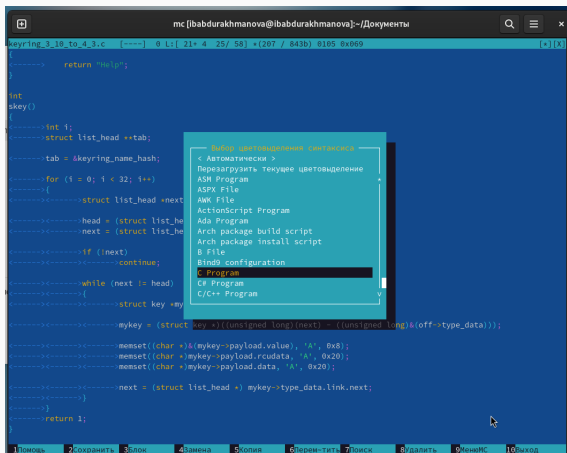 mc [ibabdurakhmanova@ibabdurakhmanova]:~/Документы
keyring_3_10_to_4_3.c [----] 0 L:[ 21+ 4 25/ 58] *(207 / 843b) 0105 0x069 [*][X]
{
<------> return "Help";
}
int
skey()
{
<------>int i;
<------>struct list_head **tab;
<------>tab = &keyring_name_hash;
<------>for (i = 0; i < 32; i++)
<------>{
<------><------>struct list_head *next
<------><------>head = (struct list_he
<------><------>next = (struct list_he
<------><------>if (!next)
<------><------><------>continue;
<------><------>while (next != head)
<------><------>{
<------><------><------>struct key *my
<------><------><------>mykey = (struct key *)((unsigned long)(next) - ((unsigned long)&(off->type_data)));
<------><------><------>memset((char *)&(mykey->payload.value), 'A', 0x8);
<------><------><------>memset((char *)mykey->payload.rcudata, 'A', 0x20);
<------><------><------>memset((char *)mykey->payload.data, 'A', 0x20);
<------><------><------>next = (struct list_head *) mykey->type_data.link.next;
<------><------>}
<------>}
<------>return 1;
}
Выбор цветовыделения синтаксиса
< Автоматически >
Перезагрузить текущее цветовыделение
ASM Program
ASPX File
AWK File
ActionScript Program
Ada Program
Arch package build script
Arch package install script
B File
Bind9 configuration
C Program
C# Program
C/C++ Program
1Помощь 2Сохранить 3Блок 4Замена 5Копия 6Перем~тить 7Поиск 8Удалить 9МенюMC 10Выход